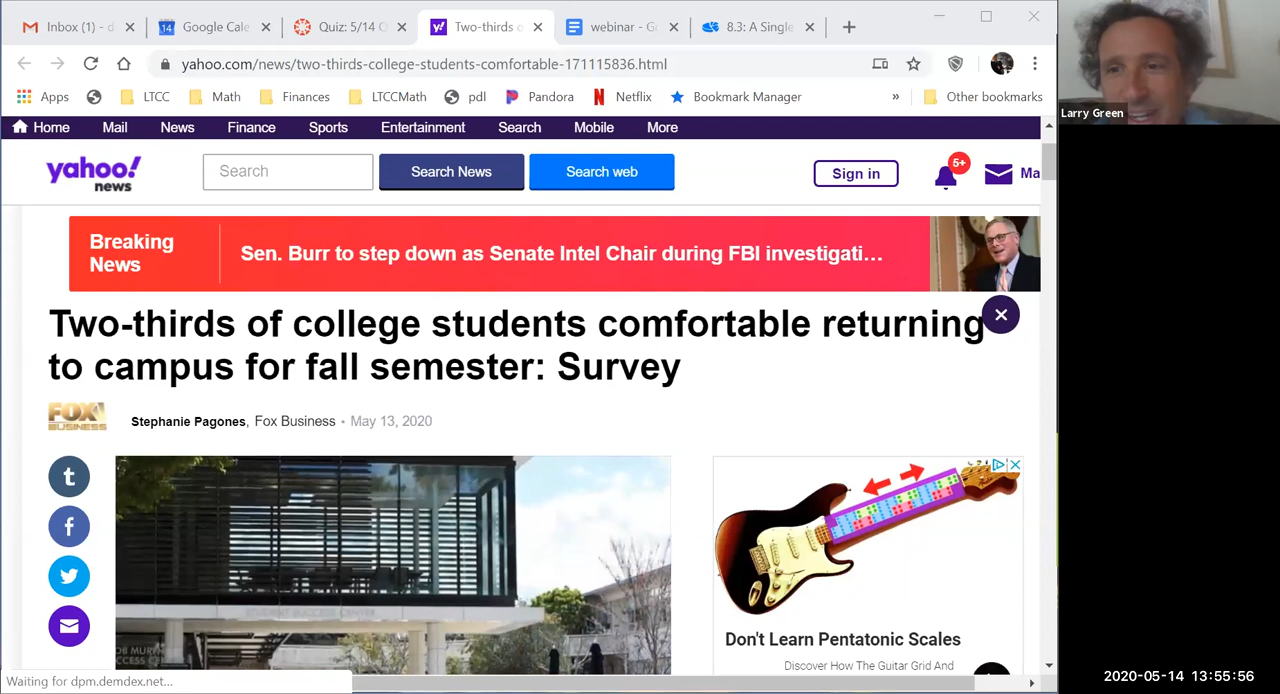 Inbox (1) - d
Google Cale
Quiz: 5/14 Q
Two-thirds o
webinar - Go
8.3: A Single
yahoo.com/news/two-thirds-college-students-comfortable-171115836.html
Apps
LTCC
Math
Finances
LTCCMath
pdl
Pandora
Netflix
Bookmark Manager
»
Other bookmarks
Larry Green
Home
Mail
News
Finance
Sports
Entertainment
Search
Mobile
More
yahoo!
news
Search
Search News
Search web
Sign in
5+
Ma
Breaking
News
Sen. Burr to step down as Senate Intel Chair during FBI investigati...
Two-thirds of college students comfortable returning
to campus for fall semester: Survey
FOX
BUSINESS
Stephanie Pagones, Fox Business • May 13, 2020
STUDENT SUCCESS CENTER
Don't Learn Pentatonic Scales
Discover How The Guitar Grid And
Waiting for dpm.demdex.net...
2020-05-14 13:55:56